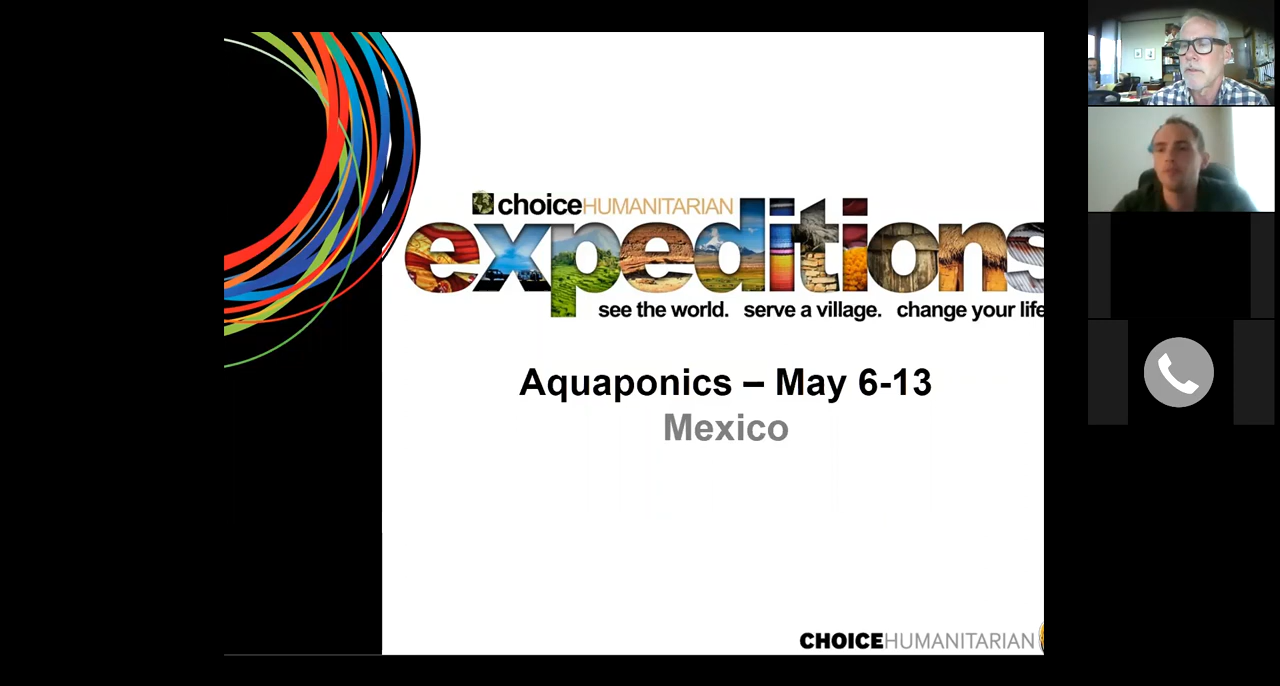 choiceHUMANITARIAN
expeditions
see the world. serve a village. change your life
Aquaponics – May 6-13
Mexico
CHOICEHUMANITARIAN